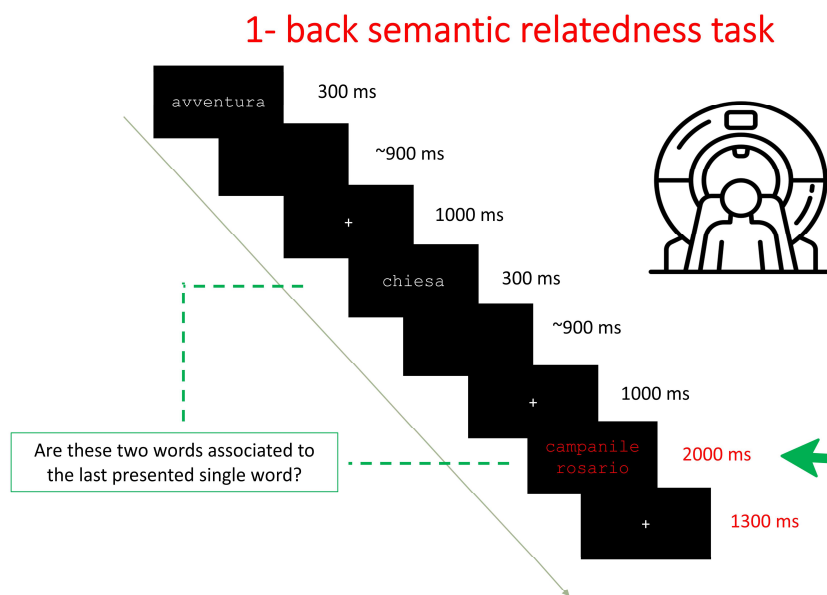 1- back semantic relatedness task
avventura
300 ms
~900 ms
+
1000 ms
chiesa
300 ms
~900 ms
+
1000 ms
campanile
rosario
2000 ms
+
1300 ms
Are these two words associated to
the last presented single word?